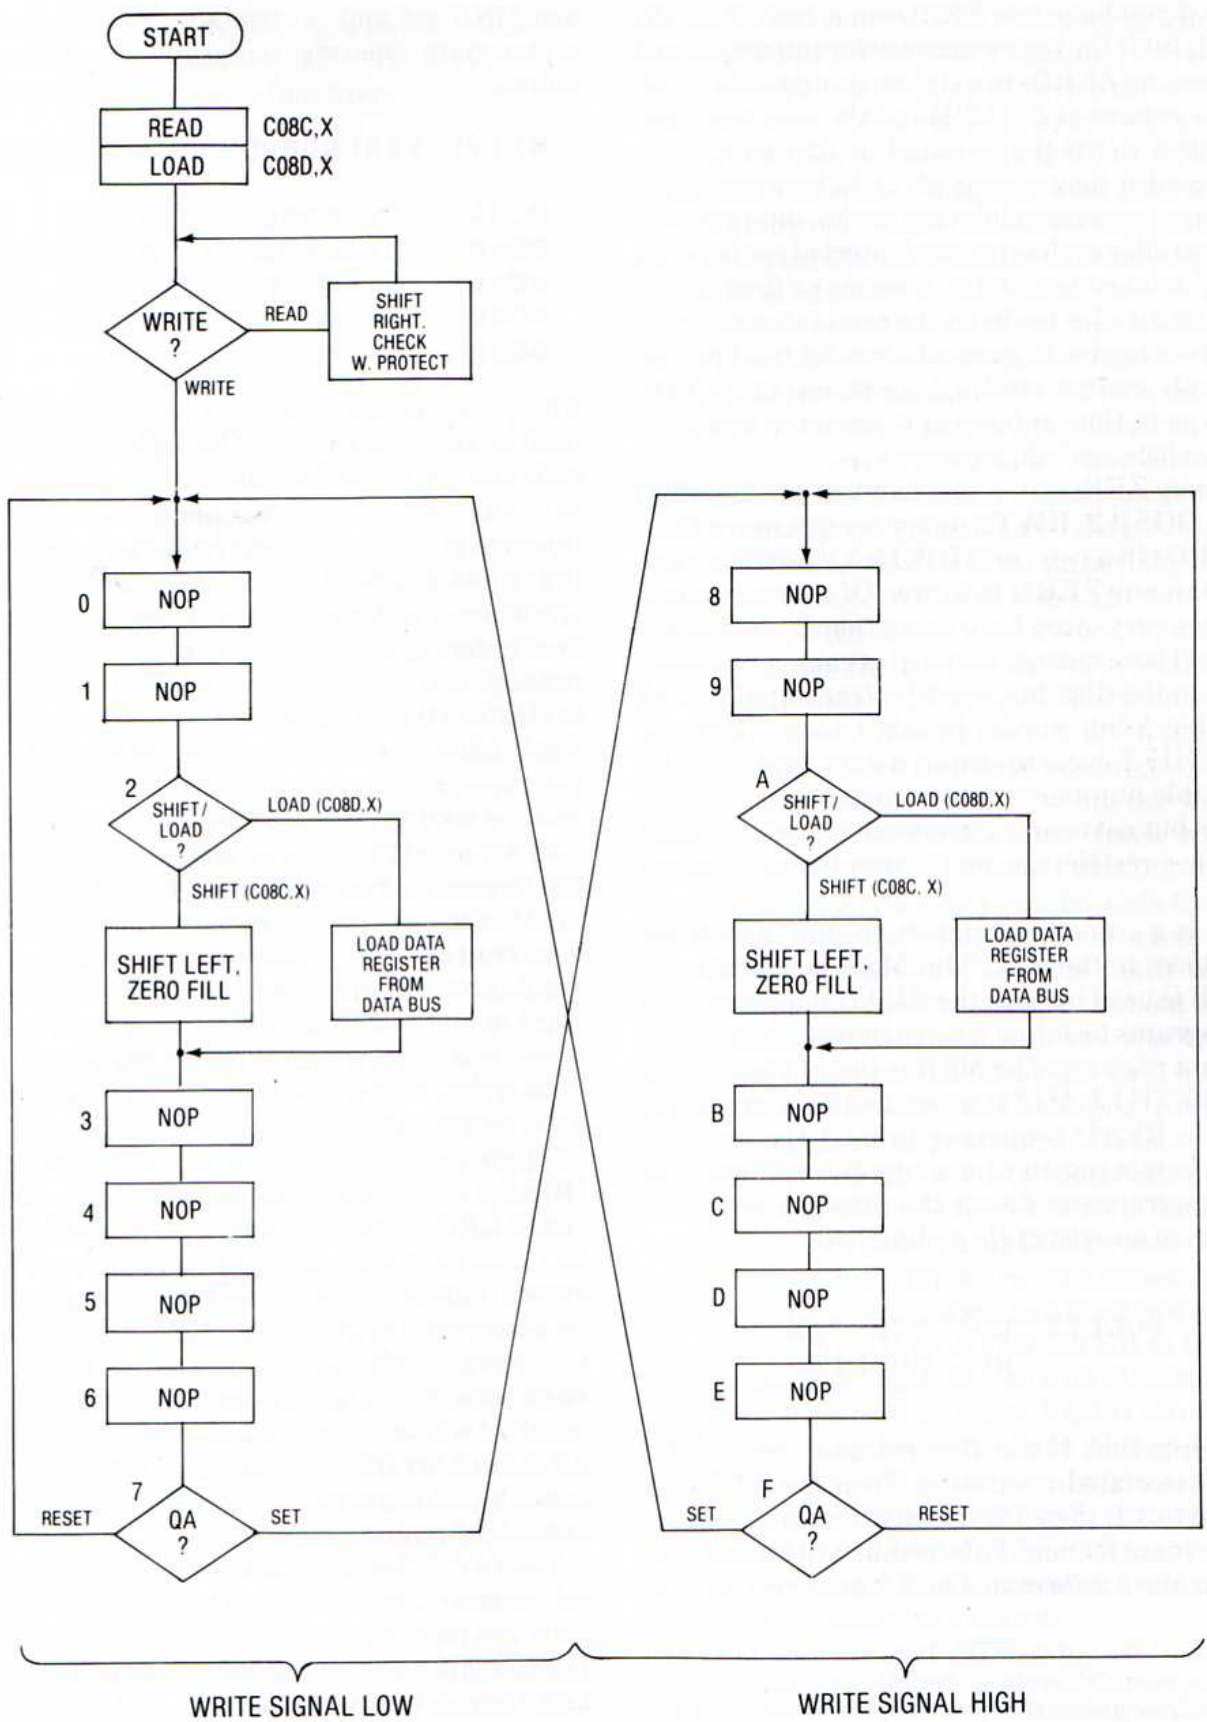 START
READ C08C,X
LOAD C08D,X
WRITE
?
READ
SHIFT
RIGHT.
CHECK
W. PROTECT
WRITE
0 NOP
1 NOP
2
SHIFT/
LOAD
?
LOAD (C08D.X)
SHIFT (C08C.X)
SHIFT LEFT,
ZERO FILL
LOAD DATA
REGISTER
FROM
DATA BUS
3 NOP
4 NOP
5 NOP
6 NOP
7
QA
?
RESET
SET
WRITE SIGNAL LOW
8 NOP
9 NOP
A
SHIFT/
LOAD
?
LOAD (C08D.X)
SHIFT (C08C. X)
SHIFT LEFT,
ZERO FILL
LOAD DATA
REGISTER
FROM
DATA BUS
B NOP
C NOP
D NOP
E NOP
F
QA
?
SET
RESET
WRITE SIGNAL HIGH